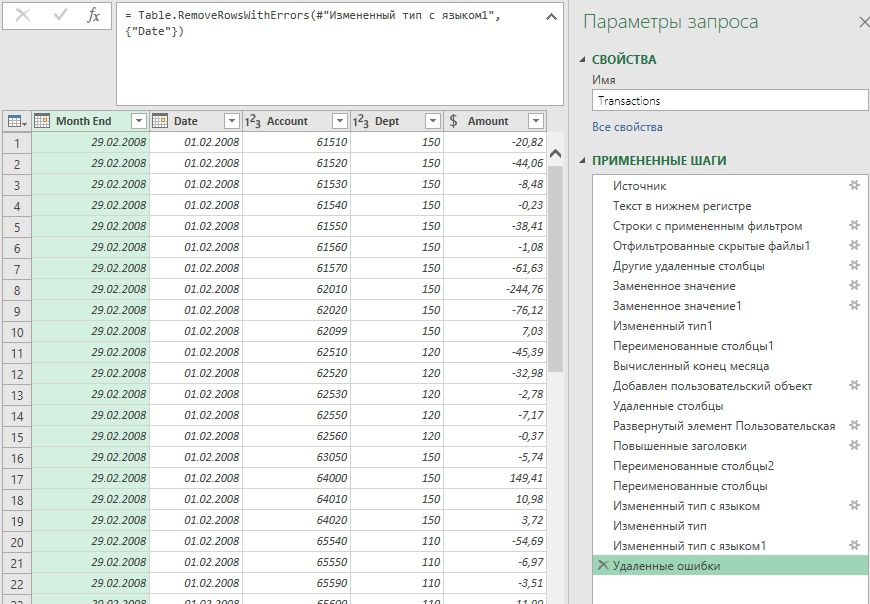 fx
= Table.RemoveRowsWithErrors(#"Измененный тип с языком1",
{"Date"})
Month End Date 1²3 Account 1²3 Dept $ Amount
1 29.02.2008 01.02.2008 61510 150 -20,82
2 29.02.2008 01.02.2008 61520 150 -44,06
3 29.02.2008 01.02.2008 61530 150 -8,48
4 29.02.2008 01.02.2008 61540 150 -0,23
5 29.02.2008 01.02.2008 61550 150 -38,41
6 29.02.2008 01.02.2008 61560 150 -1,08
7 29.02.2008 01.02.2008 61570 150 -61,63
8 29.02.2008 01.02.2008 62010 150 -244,76
9 29.02.2008 01.02.2008 62020 150 -76,12
10 29.02.2008 01.02.2008 62099 150 7,03
11 29.02.2008 01.02.2008 62510 120 -45,39
12 29.02.2008 01.02.2008 62520 120 -32,98
13 29.02.2008 01.02.2008 62530 120 -2,78
14 29.02.2008 01.02.2008 62550 120 -7,17
15 29.02.2008 01.02.2008 62560 120 -0,37
16 29.02.2008 01.02.2008 63050 150 -5,74
17 29.02.2008 01.02.2008 64000 150 149,41
18 29.02.2008 01.02.2008 64010 150 10,98
19 29.02.2008 01.02.2008 64020 150 3,72
20 29.02.2008 01.02.2008 65540 110 -54,69
21 29.02.2008 01.02.2008 65550 110 -6,97
22 29.02.2008 01.02.2008 65590 110 -3,51
Параметры запроса
СВОЙСТВА
Имя
Transactions
Все свойства
ПРИМЕНЕННЫЕ ШАГИ
Источник
Текст в нижнем регистре
Строки с примененным фильтром
Отфильтрованные скрытые файлы1
Другие удаленные столбцы
Замененное значение
Замененное значение1
Измененный тип1
Переименованные столбцы1
Вычисленный конец месяца
Добавлен пользовательский объект
Удаленные столбцы
Развернутый элемент Пользовательская
Повышенные заголовки
Переименованные столбцы2
Переименованные столбцы
Измененный тип с языком
Измененный тип
Измененный тип с языком1
Удаленные ошибки